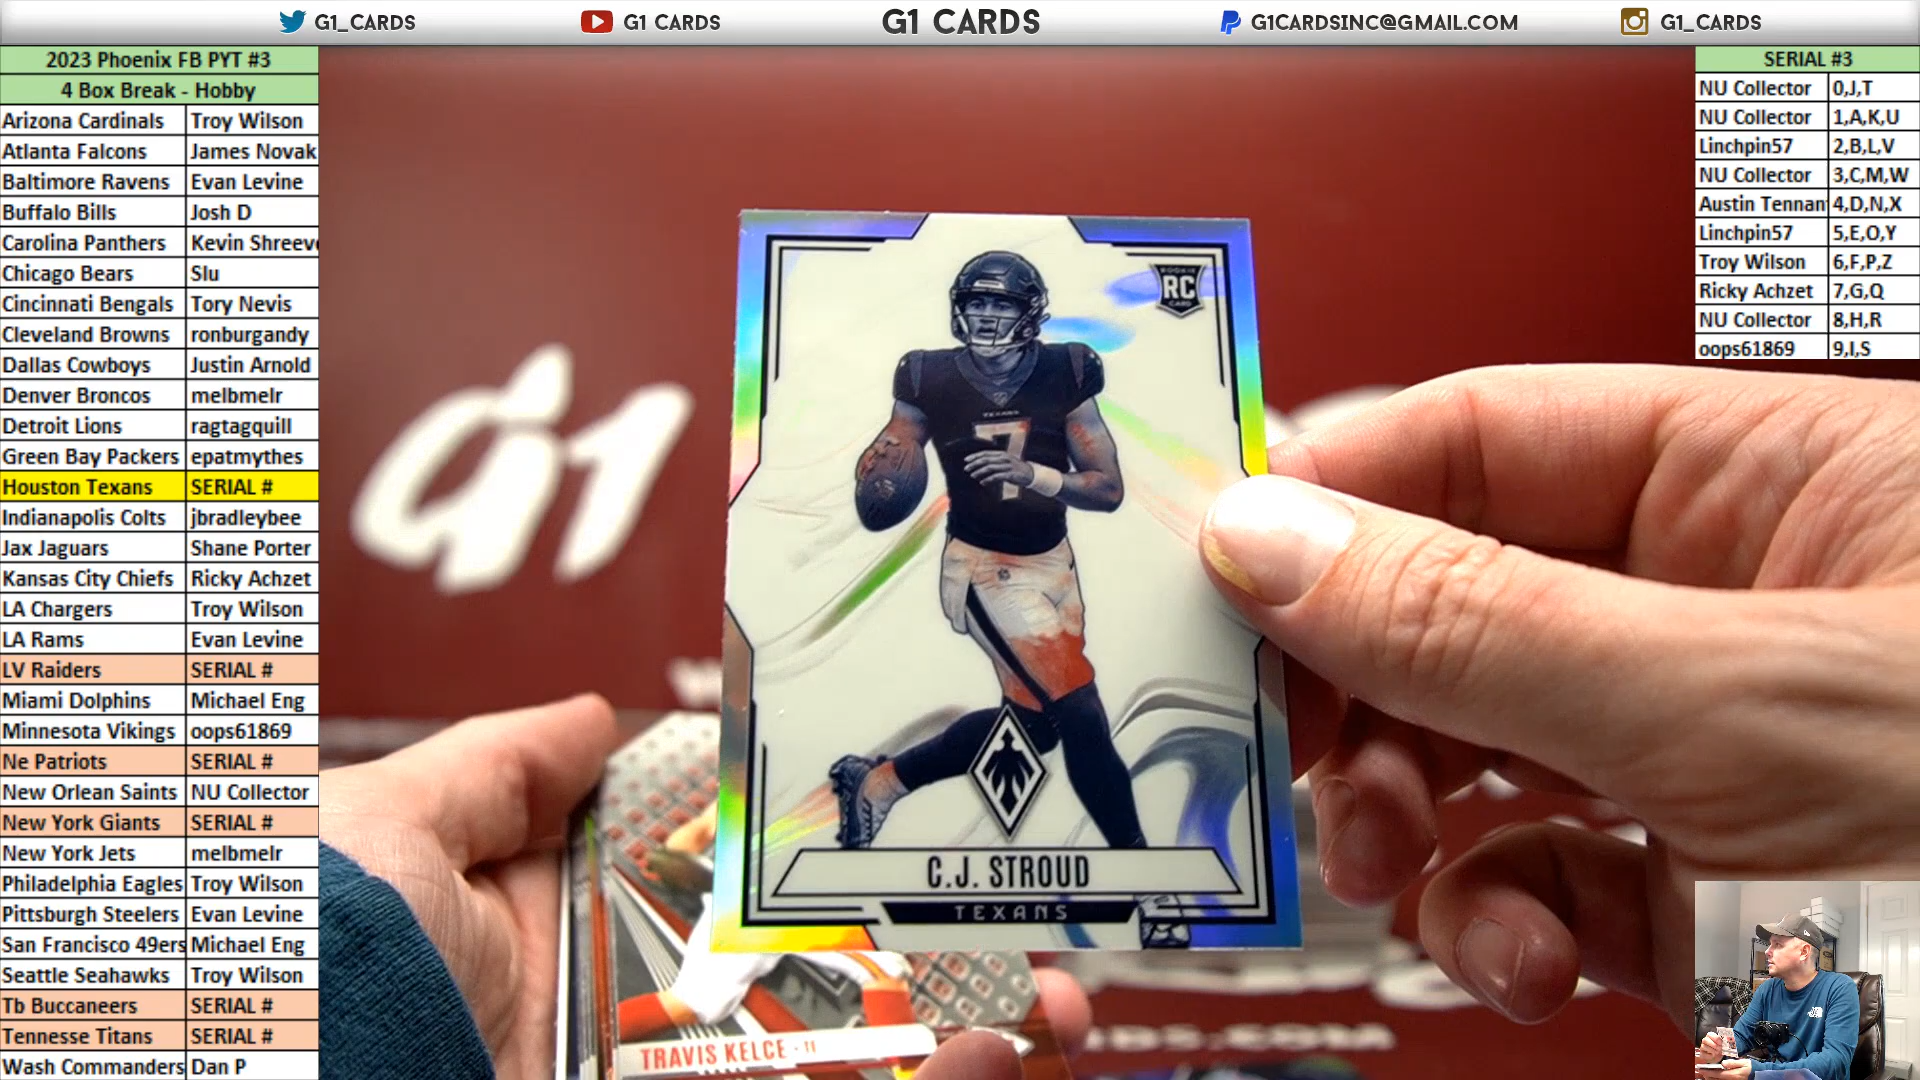 G1_CARDS
G1 CARDS
G1 CARDS
G1CARDSINC@GMAIL.COM
G1_CARDS
2023 Phoenix FB PYT #3
4 Box Break - Hobby
Arizona Cardinals Troy Wilson
Atlanta Falcons James Novak
Baltimore Ravens Evan Levine
Buffalo Bills Josh D
Carolina Panthers Kevin Shreeve
Chicago Bears Slu
Cincinnati Bengals Tory Nevis
Cleveland Browns ronburgandy
Dallas Cowboys Justin Arnold
Denver Broncos melbmelr
Detroit Lions ragtagquill
Green Bay Packers epatmythes
Houston Texans SERIAL #
Indianapolis Colts jbradleybee
Jax Jaguars Shane Porter
Kansas City Chiefs Ricky Achzet
LA Chargers Troy Wilson
LA Rams Evan Levine
LV Raiders SERIAL #
Miami Dolphins Michael Eng
Minnesota Vikings oops61869
Ne Patriots SERIAL #
New Orlean Saints NU Collector
New York Giants SERIAL #
New York Jets melbmelr
Philadelphia Eagles Troy Wilson
Pittsburgh Steelers Evan Levine
San Francisco 49ers Michael Eng
Seattle Seahawks Troy Wilson
Tb Buccaneers SERIAL #
Tennesse Titans SERIAL #
Wash Commanders Dan P
SERIAL #3
NU Collector 0,J,T
NU Collector 1,A,K,U
Linchpin57 2,B,L,V
NU Collector 3,C,M,W
Austin Tennant 4,D,N,X
Linchpin57 5,E,O,Y
Troy Wilson 6,F,P,Z
Ricky Achzet 7,G,Q
NU Collector 8,H,R
oops61869 9,I,S
G1
ROOKIE
RC
CARD
TEXANS
7
C.J. STROUD
TEXANS
TRAVIS KELCE - TI